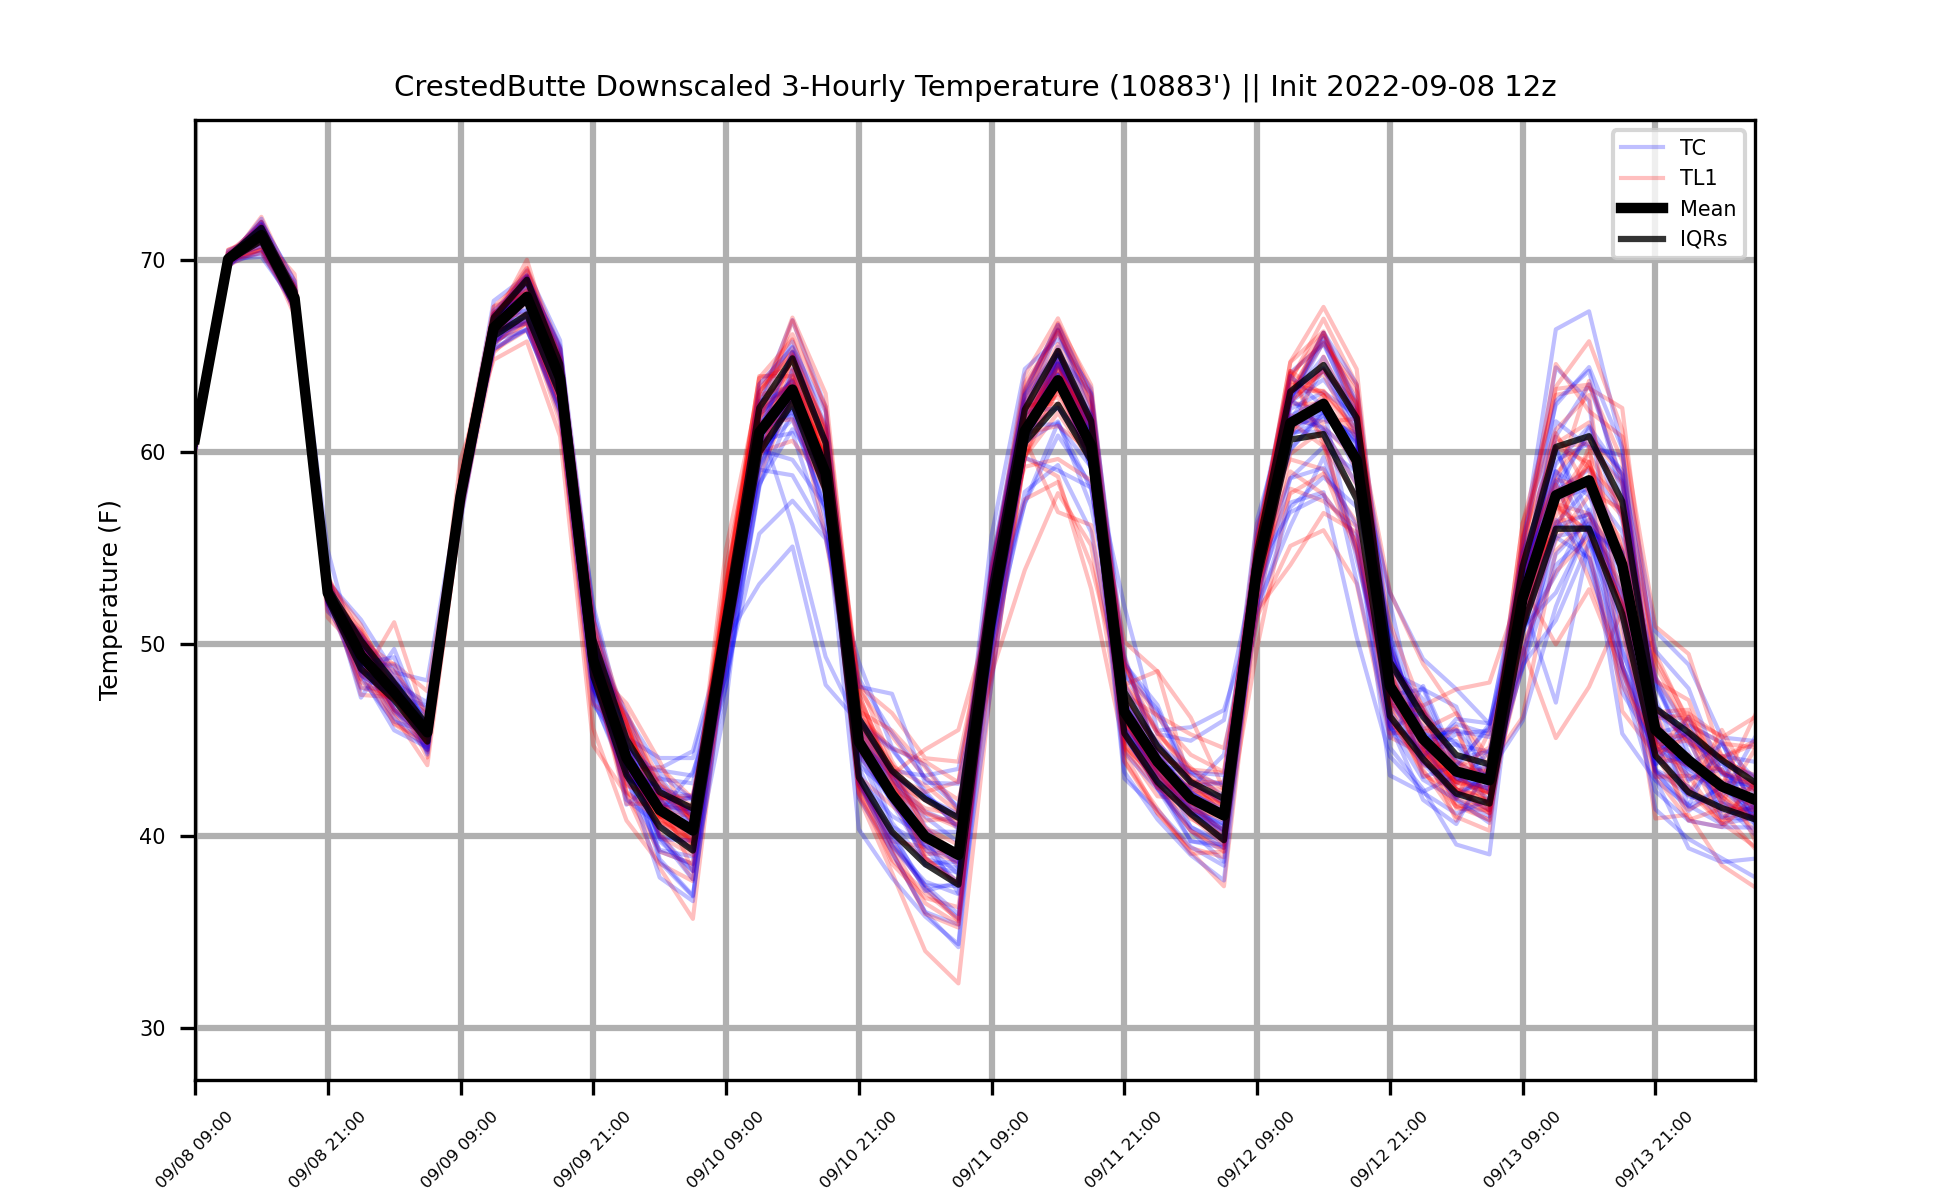 CrestedButte Downscaled 3-Hourly Temperature (10883') || Init 2022-09-08 12z
TC
TL1
Mean
IQRs
Temperature (F)
70
60
50
40
30
09/08 09:00
09/08 21:00
09/09 09:00
09/09 21:00
09/10 09:00
09/10 21:00
09/11 09:00
09/11 21:00
09/12 09:00
09/12 21:00
09/13 09:00
09/13 21:00